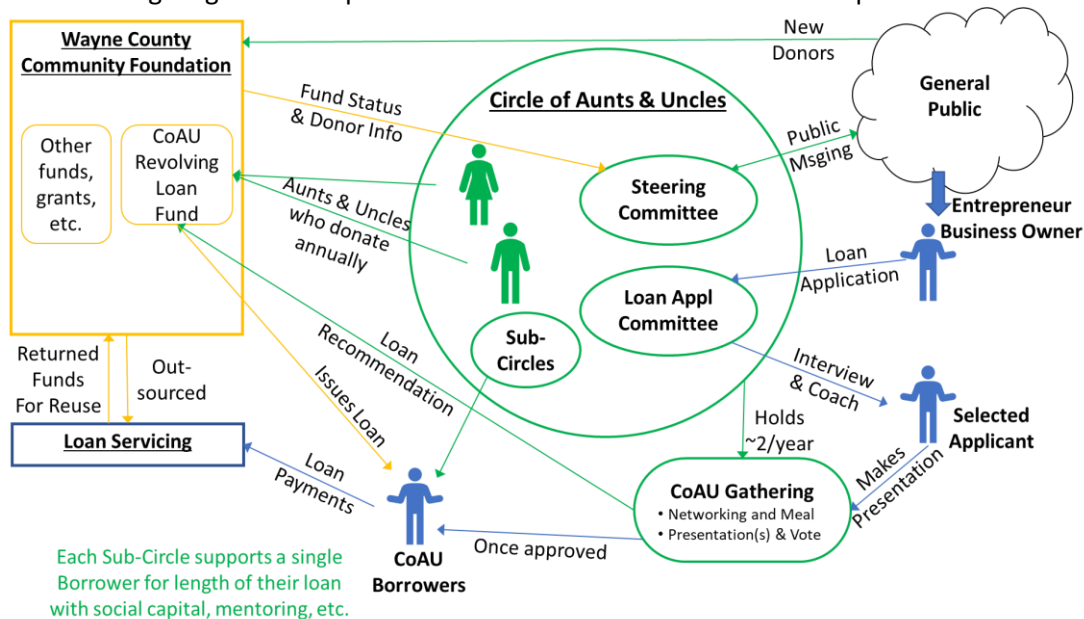 New
Donors
Wayne County
Community Foundation
General
Public
Fund Status
& Donor Info
Circle of Aunts & Uncles
Public
Msging
Other
funds,
grants,
etc.
CoAU
Revolving
Loan
Fund
Aunts & Uncles
who donate
annually
Steering
Committee
Entrepreneur
Business Owner
Loan
Application
Loan Appl
Committee
Sub-
Circles
Loan
Recommendation
Interview
& Coach
Returned
Funds
For Reuse
Out-
sourced
Issues Loan
Holds
~2/year
Selected
Applicant
Loan Servicing
Makes
Presentation
Loan
Payments
CoAU Gathering
• Networking and Meal
• Presentation(s) & Vote
Once approved
CoAU
Borrowers
Each Sub-Circle supports a single
Borrower for length of their loan
with social capital, mentoring, etc.